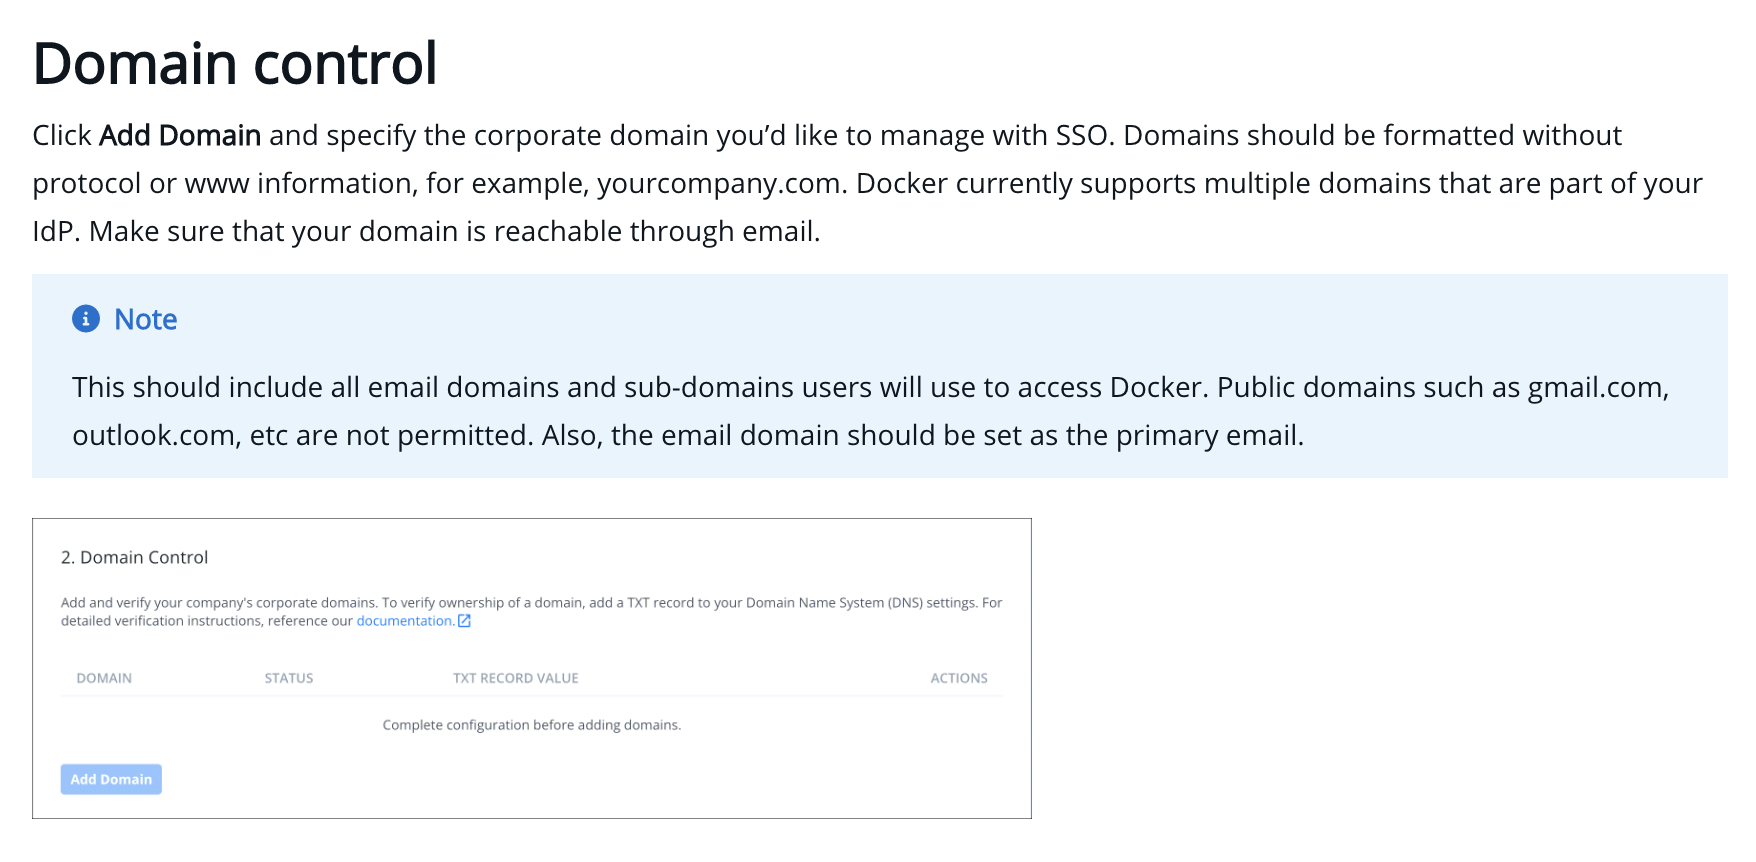 Domain control
Click Add Domain and specify the corporate domain you’d like to manage with SSO. Domains should be formatted without
protocol or www information, for example, yourcompany.com. Docker currently supports multiple domains that are part of your
IdP. Make sure that your domain is reachable through email.
Note
This should include all email domains and sub-domains users will use to access Docker. Public domains such as gmail.com,
outlook.com, etc are not permitted. Also, the email domain should be set as the primary email.
2. Domain Control
Add and verify your company's corporate domains. To verify ownership of a domain, add a TXT record to your Domain Name System (DNS) settings. For
detailed verification instructions, reference our documentation.
DOMAIN STATUS TXT RECORD VALUE ACTIONS
Complete configuration before adding domains.
Add Domain